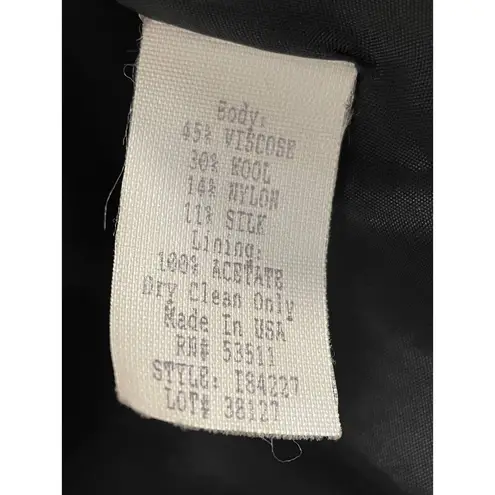 Body:
45% VISCOSE
30% WOOL
14% NYLON
11% SILK
Lining:
100% ACETATE
Dry Clean Only
Made In USA
RN# 53511
STYLE: I84227
LOT# 38127